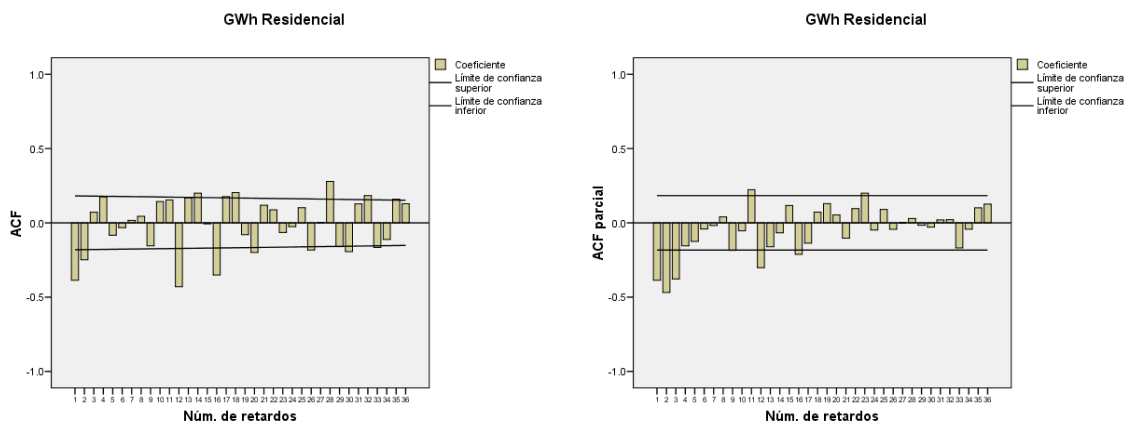 GWh Residencial
1.0
0.5
0.0
-0.5
-1.0
ACF
1 2 3 4 5 6 7 8 9 10 11 12 13 14 15 16 17 18 19 20 21 22 23 24 25 26 27 28 29 30 31 32 33 34 35 36
Núm. de retardos
Coeficiente
Límite de confianza
superior
Límite de confianza
inferior
GWh Residencial
1.0
0.5
0.0
-0.5
-1.0
ACF parcial
1 2 3 4 5 6 7 8 9 10 11 12 13 14 15 16 17 18 19 20 21 22 23 24 25 26 27 28 29 30 31 32 33 34 35 36
Núm. de retardos
Coeficiente
Límite de confianza
superior
Límite de confianza
inferior